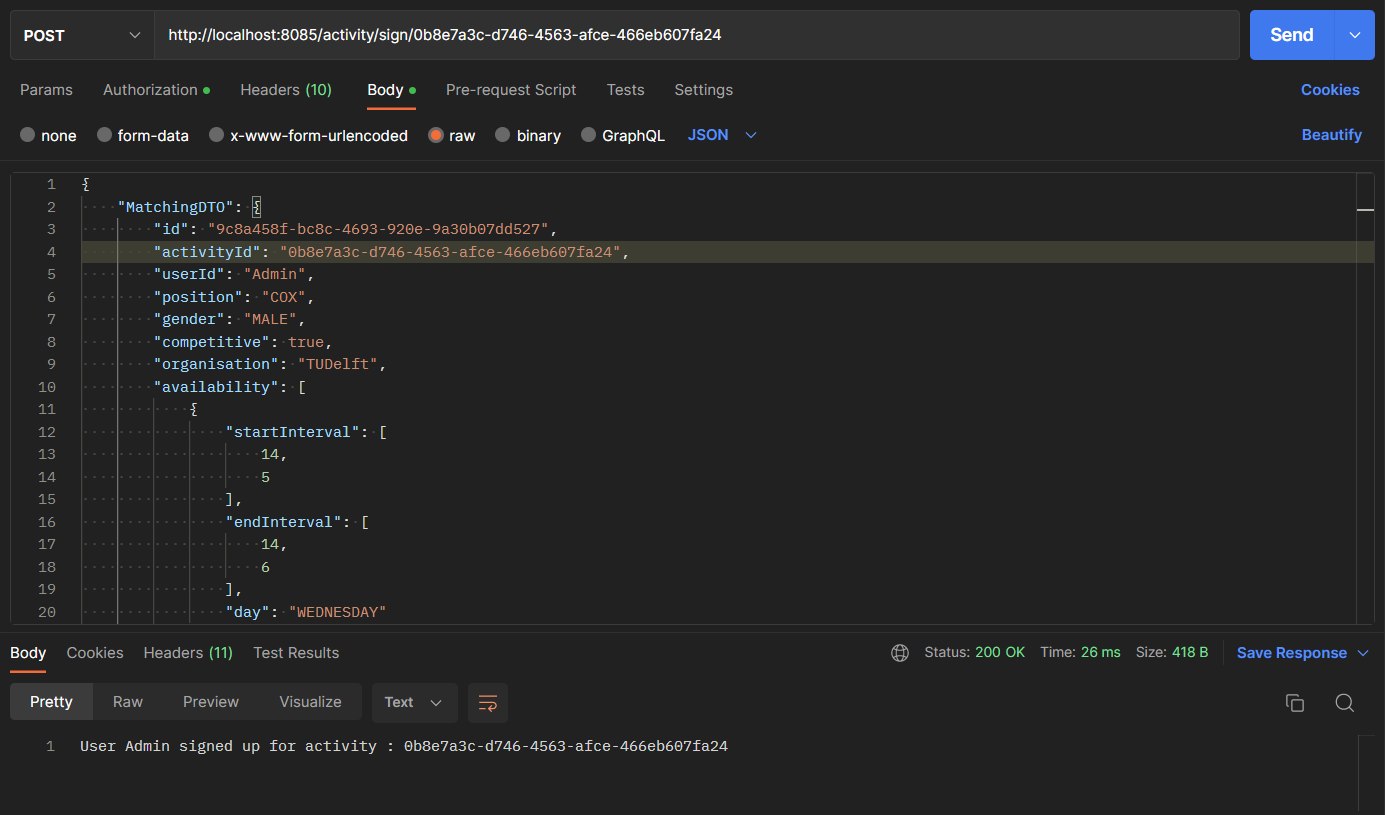 POST http://localhost:8085/activity/sign/0b8e7a3c-d746-4563-afce-466eb607fa24 Send
Params Authorization Headers (10) Body Pre-request Script Tests Settings Cookies
none form-data x-www-form-urlencoded raw binary GraphQL JSON Beautify
1 {
2 "MatchingDTO": {
3 "id": "9c8a458f-bc8c-4693-920e-9a30b07dd527",
4 "activityId": "0b8e7a3c-d746-4563-afce-466eb607fa24",
5 "userId": "Admin",
6 "position": "COX",
7 "gender": "MALE",
8 "competitive": true,
9 "organisation": "TUDelft",
10 "availability": [
11 {
12 "startInterval": [
13 14,
14 5
15 ],
16 "endInterval": [
17 14,
18 6
19 ],
20 "day": "WEDNESDAY"
Body Cookies Headers (11) Test Results Status: 200 OK Time: 26 ms Size: 418 B Save Response
Pretty Raw Preview Visualize Text
1 User Admin signed up for activity : 0b8e7a3c-d746-4563-afce-466eb607fa24